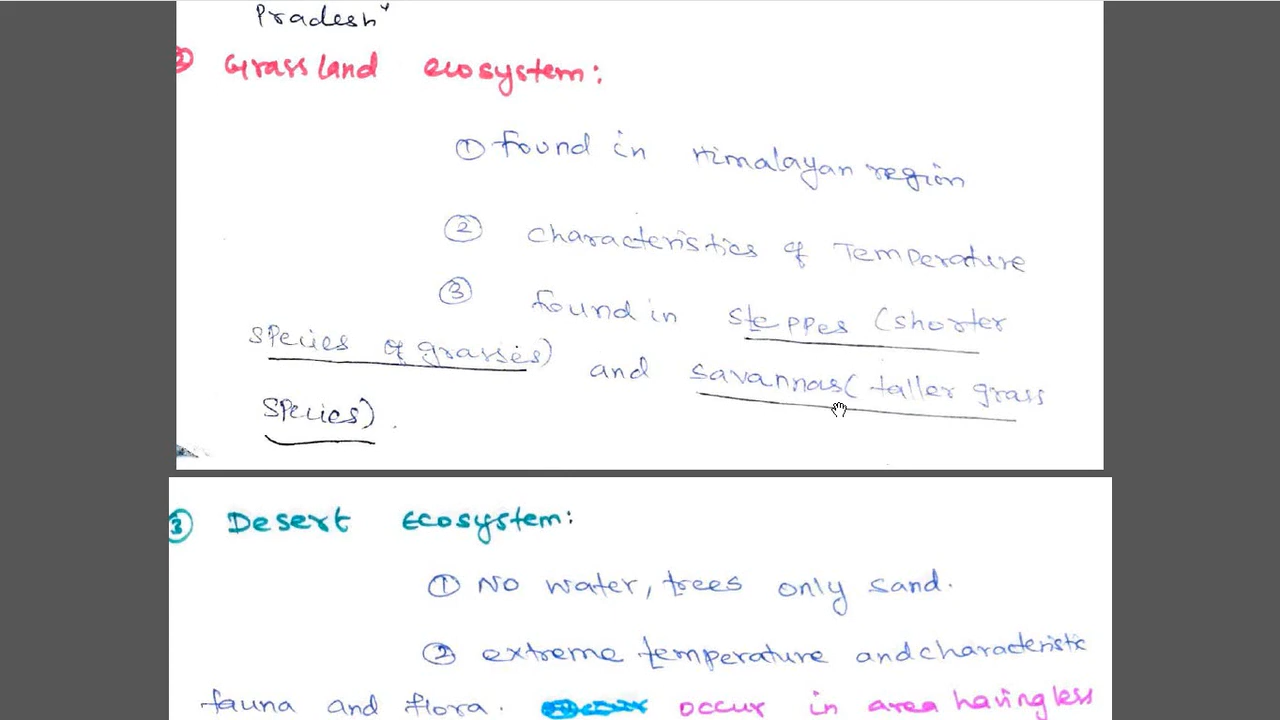 Pradesh
② Grassland ecosystem:
① found in Himalayan region
② characteristics of Temperature
③ found in steppes (shorter
species of grasses) and savannas( taller grass
species).
③ Desert Ecosystem:
① No water, trees only sand.
② extreme temperature and characteristic
fauna and flora. occur in area having less